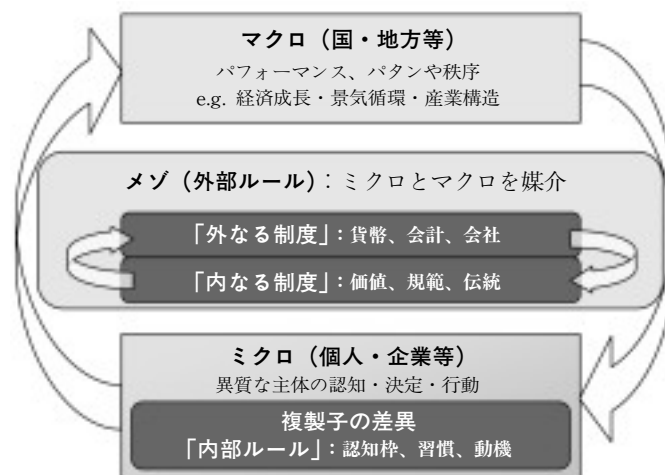 マクロ（国・地方等）
パフォーマンス、パタンや秩序
e.g. 経済成長・景気循環・産業構造
メゾ（外部ルール）：ミクロとマクロを媒介
「外なる制度」：貨幣、会計、会社
「内なる制度」：価値、規範、伝統
ミクロ（個人・企業等）
異質な主体の認知・決定・行動
複製子の差異
「内部ルール」：認知枠、習慣、動機